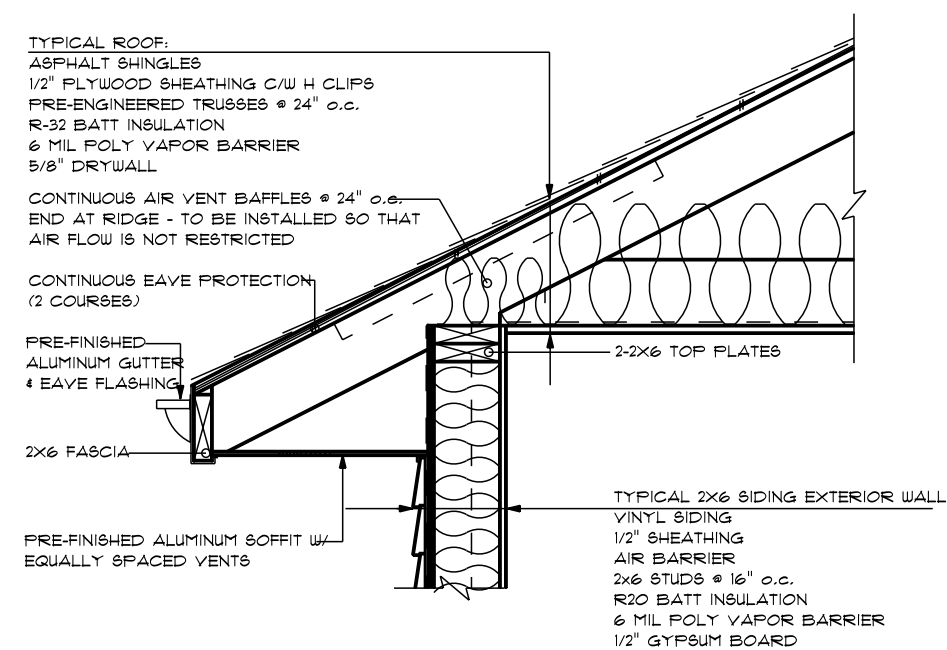 TYPICAL ROOF:
ASPHALT SHINGLES
1/2" PLYWOOD SHEATHING C/W H CLIPS
PRE-ENGINEERED TRUSSES @ 24" o.c.
R-32 BATT INSULATION
6 MIL POLY VAPOR BARRIER
5/8" DRYWALL
CONTINUOUS AIR VENT BAFFLES @ 24" o.c.
END AT RIDGE - TO BE INSTALLED SO THAT
AIR FLOW IS NOT RESTRICTED
CONTINUOUS EAVE PROTECTION
(2 COURSES)
PRE-FINISHED
ALUMINUM GUTTER
& EAVE FLASHING
2X6 FASCIA
PRE-FINISHED ALUMINUM SOFFIT W/
EQUALLY SPACED VENTS
2-2X6 TOP PLATES
TYPICAL 2X6 SIDING EXTERIOR WALL
VINYL SIDING
1/2" SHEATHING
AIR BARRIER
2x6 STUDS @ 16" o.c.
R20 BATT INSULATION
6 MIL POLY VAPOR BARRIER
1/2" GYPSUM BOARD